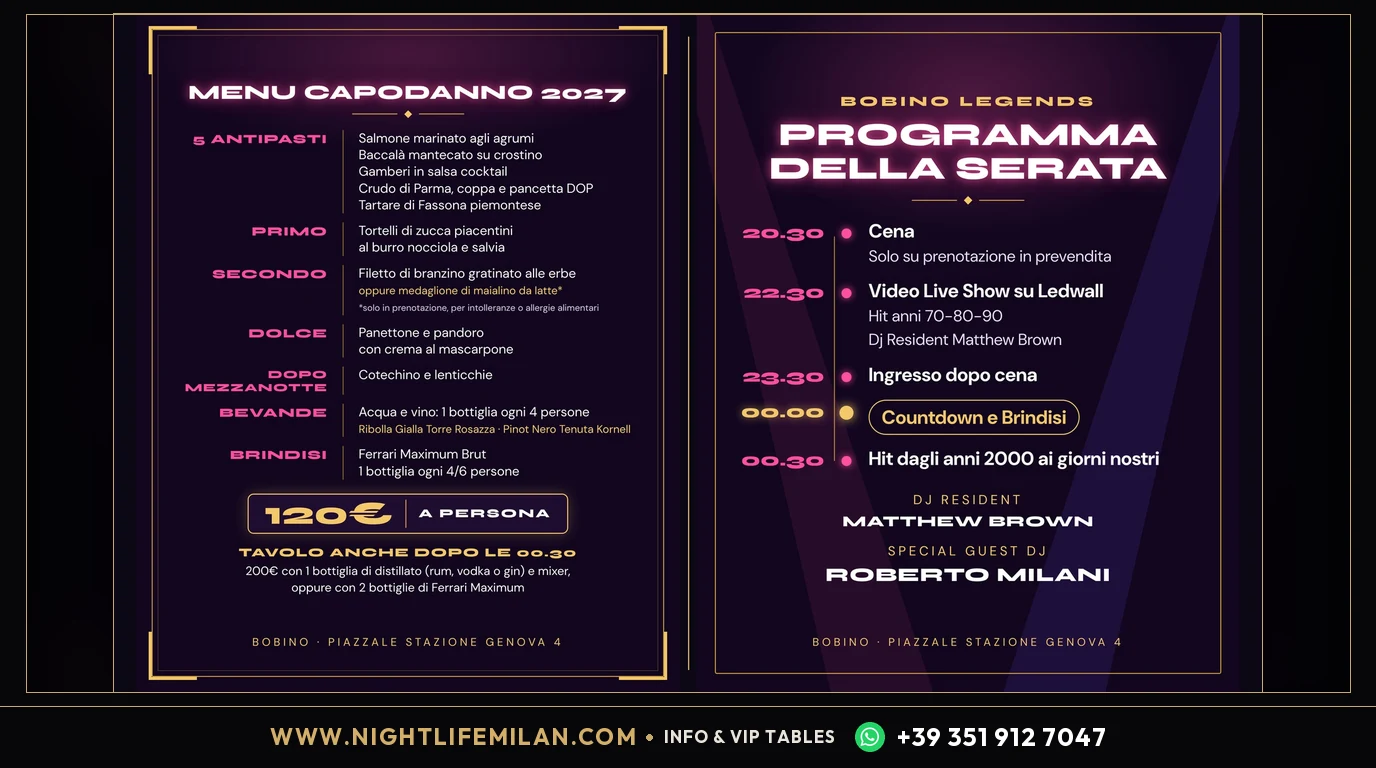 MENU CAPODANNO 2027
5 ANTIPASTI
Salmone marinato agli agrumi
Baccalà mantecato su crostino
Gamberi in salsa cocktail
Crudo di Parma, coppa e pancetta DOP
Tartare di Fassona piemontese
PRIMO
Tortelli di zucca piacentini
al burro nocciola e salvia
SECONDO
Filetto di branzino gratinato alle erbe
oppure medaglione di maialino da latte*
*solo in prenotazione, per intolleranze o allergie alimentari
DOLCE
Panettone e pandoro
con crema al mascarpone
DOPO
MEZZANOTTE
Cotechino e lenticchie
BEVANDE
Acqua e vino: 1 bottiglia ogni 4 persone
Ribolla Gialla Torre Rosazza · Pinot Nero Tenuta Kornell
BRINDISI
Ferrari Maximum Brut
1 bottiglia ogni 4/6 persone
120€ A PERSONA
TAVOLO ANCHE DOPO LE 00.30
200€ con 1 bottiglia di distillato (rum, vodka o gin) e mixer,
oppure con 2 bottiglie di Ferrari Maximum
BOBINO · PIAZZALE STAZIONE GENOVA 4
BOBINO LEGENDS
PROGRAMMA
DELLA SERATA
20.30 Cena
Solo su prenotazione in prevendita
22.30 Video Live Show su Ledwall
Hit anni 70-80-90
Dj Resident Matthew Brown
23.30 Ingresso dopo cena
00.00 Countdown e Brindisi
00.30 Hit dagli anni 2000 ai giorni nostri
DJ RESIDENT
MATTHEW BROWN
SPECIAL GUEST DJ
ROBERTO MILANI
BOBINO · PIAZZALE STAZIONE GENOVA 4
WWW.NIGHTLIFEMILAN.COM • INFO & VIP TABLES +39 351 912 7047